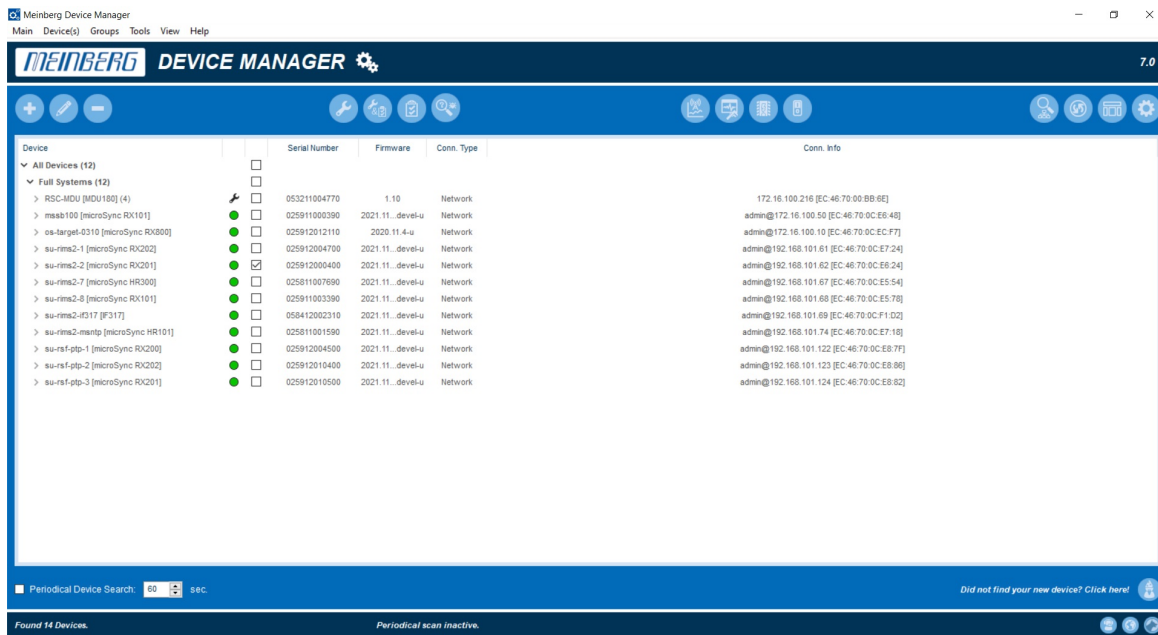 Meinberg Device Manager
Main Device(s) Groups Tools View Help
MEINBERG DEVICE MANAGER 7.0
Device Serial Number Firmware Conn. Type Conn. Info
All Devices (12)
Full Systems (12)
RSC-MDU [MDU180] (4) 053211004770 1.10 Network 172.16.100.216 [EC:46:70:00:BB:6E]
mssb100 [microSync RX101] 025911000390 2021.11...devel-u Network admin@172.16.100.50 [EC:46:70:0C:E6:48]
os-target-0310 [microSync RX800] 025912012110 2020.11.4-u Network admin@172.16.100.10 [EC:46:70:0C:EC:F7]
su-rims2-1 [microSync RX202] 025912004700 2021.11...devel-u Network admin@192.168.101.61 [EC:46:70:0C:E7:24]
su-rims2-2 [microSync RX201] 025912000400 2021.11...devel-u Network admin@192.168.101.62 [EC:46:70:0C:E6:24]
su-rims2-7 [microSync HR300] 025811007690 2021.11...devel-u Network admin@192.168.101.67 [EC:46:70:0C:E5:54]
su-rims2-8 [microSync RX101] 025911003390 2021.11...devel-u Network admin@192.168.101.68 [EC:46:70:0C:E5:78]
su-rims2-if317 [IF317] 058412002310 2021.11...devel-u Network admin@192.168.101.69 [EC:46:70:0C:F1:D2]
su-rims2-msntp [microSync HR101] 025811001590 2021.11...devel-u Network admin@192.168.101.74 [EC:46:70:0C:E7:18]
su-rsf-ptp-1 [microSync RX200] 025912004500 2021.11...devel-u Network admin@192.168.101.122 [EC:46:70:0C:E8:7F]
su-rsf-ptp-2 [microSync RX202] 025912010400 2021.11...devel-u Network admin@192.168.101.123 [EC:46:70:0C:E8:86]
su-rsf-ptp-3 [microSync RX201] 025912010500 2021.11...devel-u Network admin@192.168.101.124 [EC:46:70:0C:E8:82]
Periodical Device Search: 60 sec. Did not find your new device? Click here!
Found 14 Devices. Periodical scan inactive.